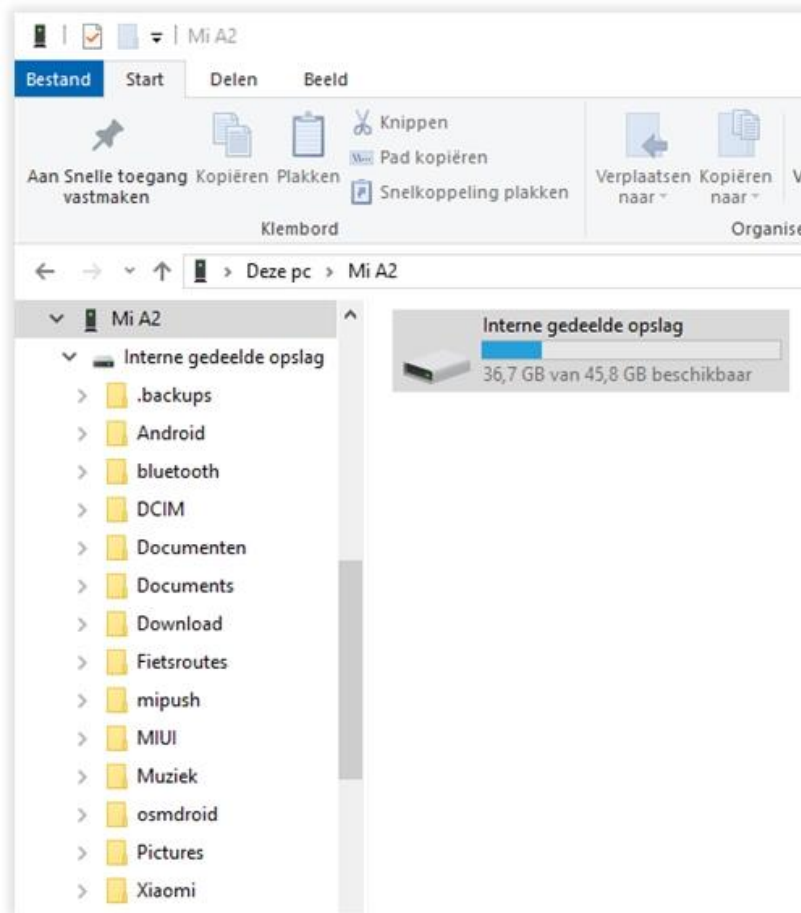 Mi A2
Bestand Start Delen Beeld
Aan Snelle toegang vastmaken
Kopiëren
Plakken
Knippen
Pad kopiëren
Snelkoppeling plakken
Klembord
Verplaatsen naar
Kopiëren naar
Organise
Deze pc > Mi A2
Mi A2
Interne gedeelde opslag
.backups
Android
bluetooth
DCIM
Documenten
Documents
Download
Fietsroutes
mipush
MIUI
Muziek
osmdroid
Pictures
Xiaomi
Interne gedeelde opslag
36,7 GB van 45,8 GB beschikbaar